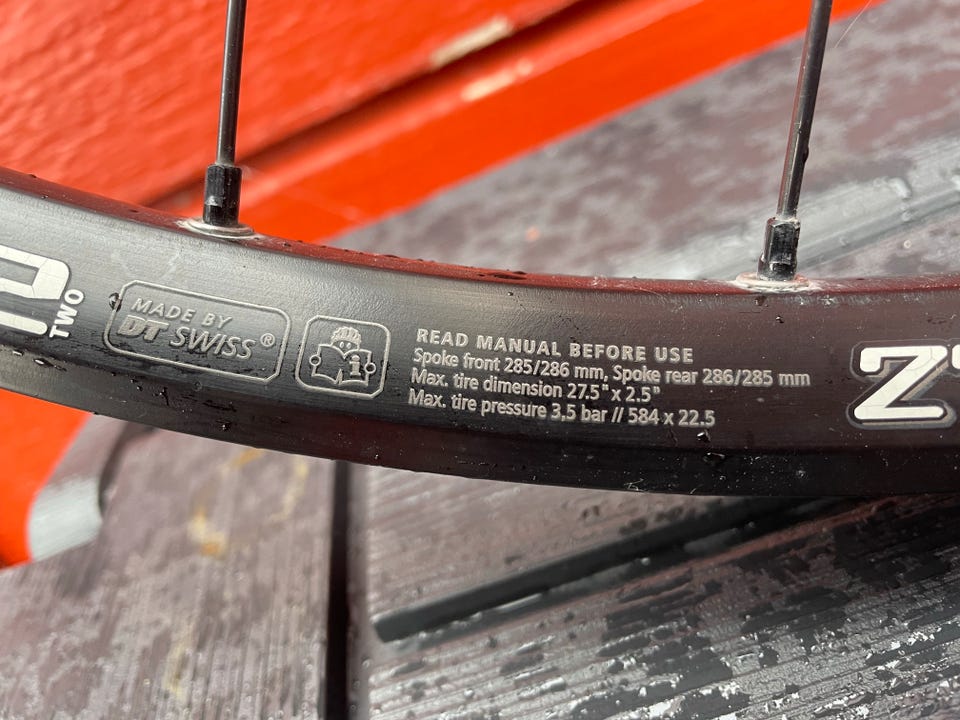 TWO
MADE BY
DT SWISS®
i
READ MANUAL BEFORE USE
Spoke front 285/286 mm, Spoke rear 286/285 mm
Max. tire dimension 27.5" x 2.5"
Max. tire pressure 3,5 bar // 584 x 22.5